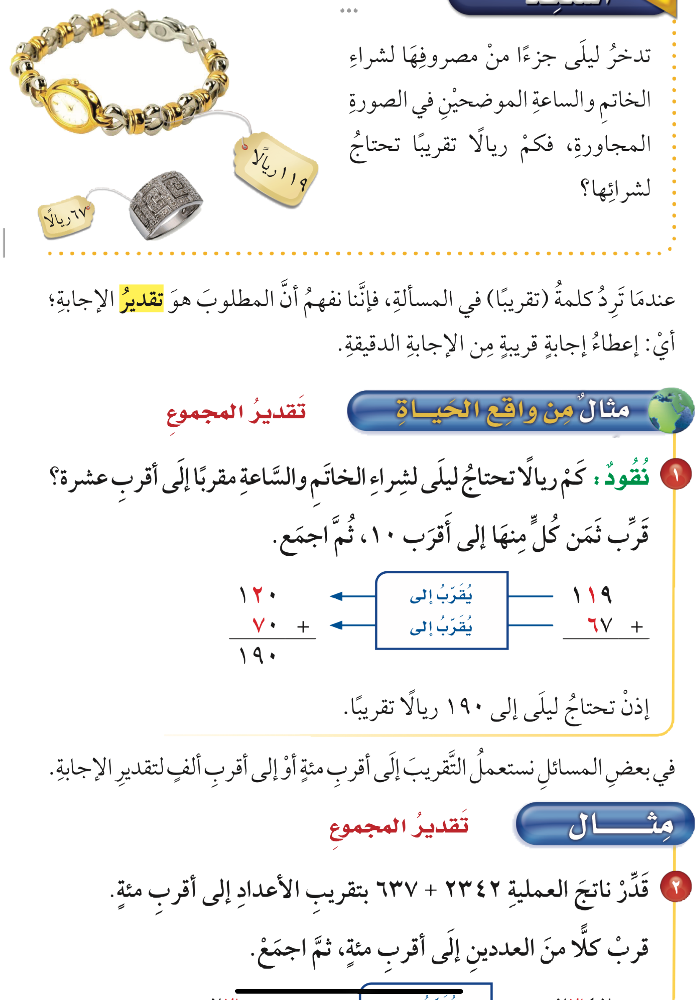 تدخرُ ليلَى جزءًا منْ مصروفِهَا لشراءِ
الخاتمِ والساعةِ الموضحيْنِ في الصورةِ
المجاورةِ، فكمْ ريالًا تقريبًا تحتاجُ
لشرائِها؟
١١٩ ريالًا
٦٧ ريالًا
عندمَا تَرِدُ كلمةُ (تقريبًا) في المسألةِ، فإنَّنا نفهمُ أنَّ المطلوبَ هوَ تقديرُ الإجابةِ؛
أيْ: إعطاءُ إجابةٍ قريبةٍ مِن الإجابةِ الدقيقةِ.
مثالٌ مِن واقِع الحَيـاةِ
تَقديرُ المجموعِ
١ نُقُودٌ: كَمْ ريالًا تحتاجُ ليلَى لشِراءِ الخاتَمِ والسَّاعةِ مقربًا إلَى أقربِ عشرة؟
قَرِّب ثَمَن كُلٍّ مِنهَا إلى أَقرَب ١٠، ثُمَّ اجمَع.
١١٩ يُقَرّبُ إلى ١٢٠
+ ٦٧ يُقَرّبُ إلى + ٧٠
١٩٠
إذنْ تحتاجُ ليلَى إلى ١٩٠ ريالًا تقريبًا.
في بعضِ المسائلِ نستعملُ التَّقريبَ إلَى أقربِ مئةٍ أوْ إلى أقربِ ألفٍ لتقديرِ الإجابةِ.
مِثـــــال
تَقديرُ المجموعِ
٢ قَدِّرْ ناتجَ العمليةِ ٢٣٤٢ + ٦٣٧ بتقريبِ الأعدادِ إلى أقربِ مئةٍ.
قربْ كلًّا منَ العددينِ إلَى أقربِ مئةٍ، ثمَّ اجمَعْ.